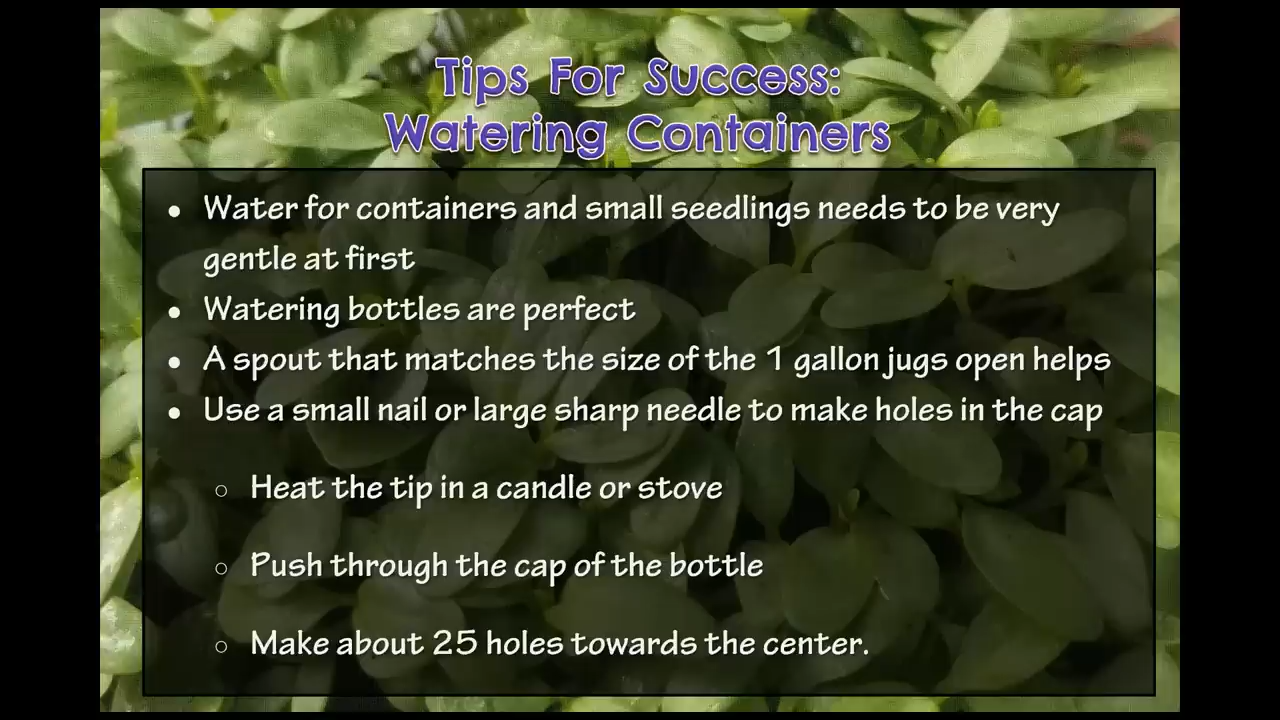 Tips For Success:
Watering Containers
• Water for containers and small seedlings needs to be very
gentle at first
• Watering bottles are perfect
• A spout that matches the size of the 1 gallon jugs open helps
• Use a small nail or large sharp needle to make holes in the cap
○ Heat the tip in a candle or stove
○ Push through the cap of the bottle
○ Make about 25 holes towards the center.